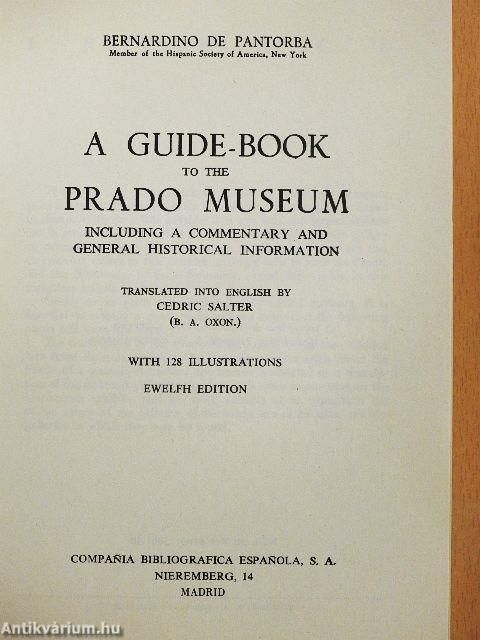 BERNARDINO DE PANTORBA
Member of the Hispanic Society of America, New York
A GUIDE-BOOK
TO THE
PRADO MUSEUM
INCLUDING A COMMENTARY AND
GENERAL HISTORICAL INFORMATION
TRANSLATED INTO ENGLISH BY
CEDRIC SALTER
(B. A. OXON.)
WITH 128 ILLUSTRATIONS
EWELFH EDITION
COMPAÑIA BIBLIOGRAFICA ESPAÑOLA, S. A.
NIEREMBERG, 14
MADRID
Antikvárium.hu